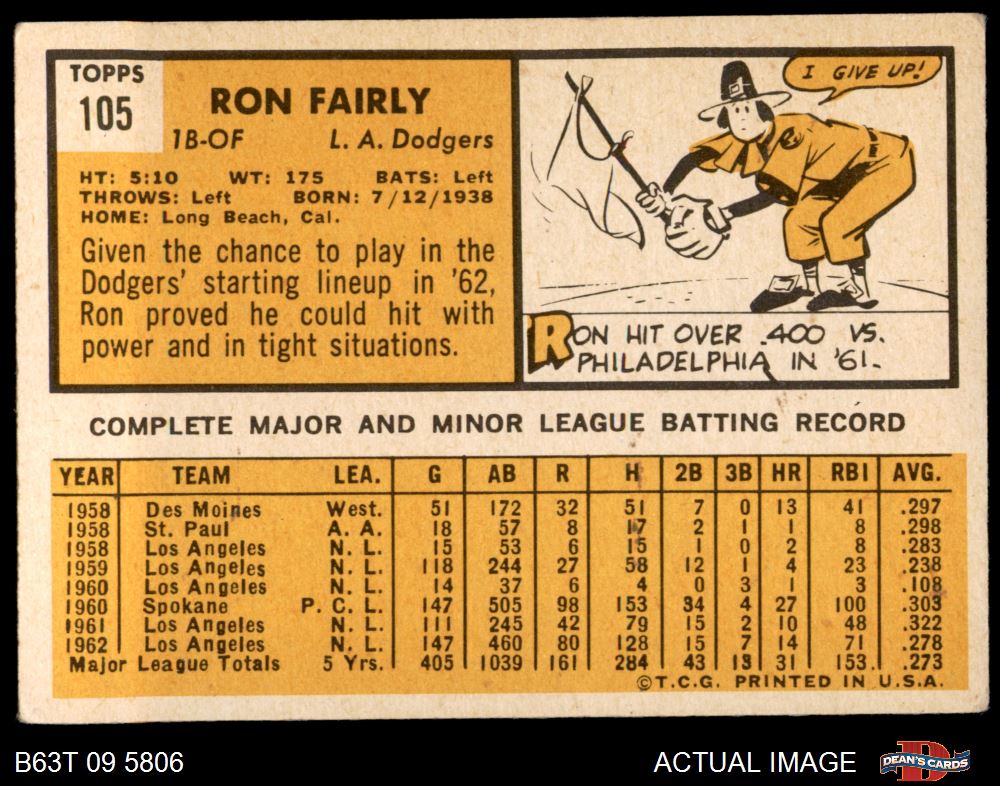 TOPPS
105
RON FAIRLY
1B-OF L. A. Dodgers
HT: 5:10 WT: 175 BATS: Left
THROWS: Left BORN: 7/12/1938
HOME: Long Beach, Cal.
Given the chance to play in the
Dodgers' starting lineup in '62,
Ron proved he could hit with
power and in tight situations.
I GIVE UP!
RON HIT OVER .400 VS.
PHILADELPHIA IN '61.
COMPLETE MAJOR AND MINOR LEAGUE BATTING RECORD
YEAR TEAM LEA. G AB R H 2B 3B HR RBI AVG.
1958 Des Moines West. 51 172 32 51 7 0 13 41 .297
1958 St. Paul A. A. 18 57 8 17 2 1 1 8 .298
1958 Los Angeles N. L. 15 53 6 15 1 0 2 8 .283
1959 Los Angeles N. L. 118 244 27 58 12 1 4 23 .238
1960 Los Angeles N. L. 14 37 6 4 0 3 1 3 .108
1960 Spokane P. C. L. 147 505 98 153 34 4 27 100 .303
1961 Los Angeles N. L. 111 245 42 79 15 2 10 48 .322
1962 Los Angeles N. L. 147 460 80 128 15 7 14 71 .278
Major League Totals 5 Yrs. 405 1039 161 284 43 13 31 153 .273
©T.C.G. PRINTED IN U.S.A.
B63T 09 5806 ACTUAL IMAGE
DEAN'S CARDS